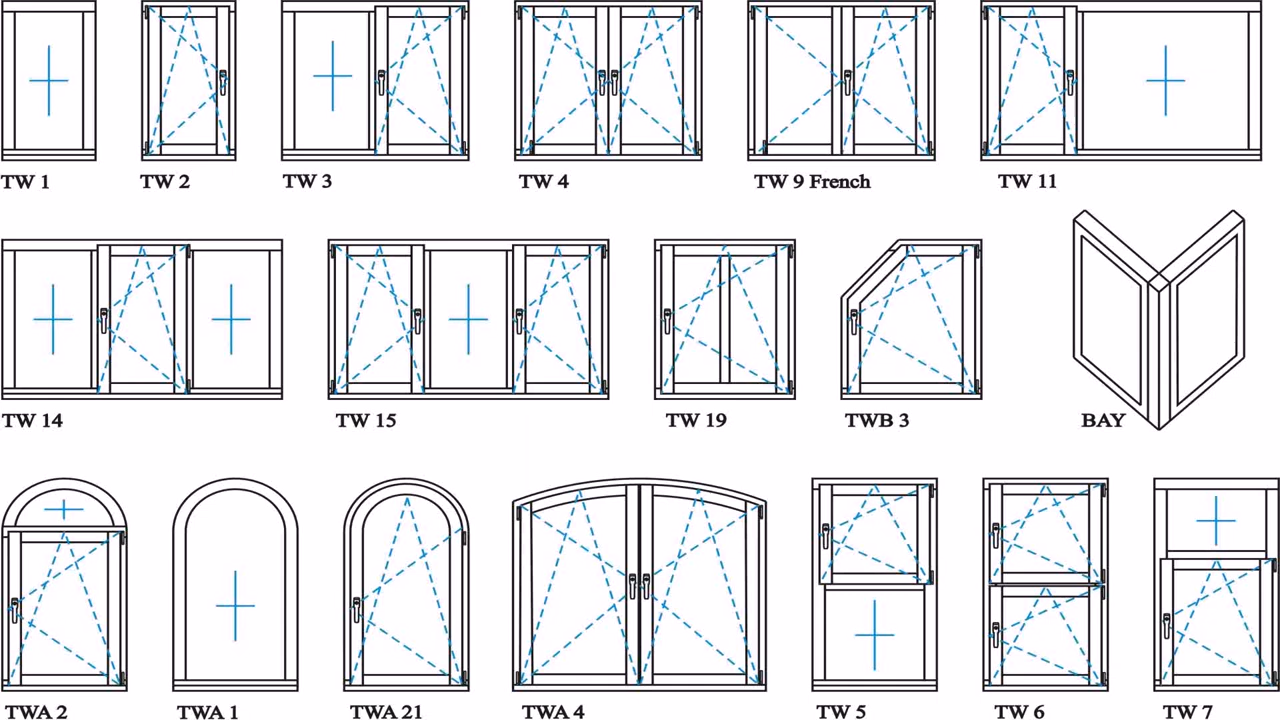 TW 1
TW 2
TW 3
TW 4
TW 9 French
TW 11
TW 14
TW 15
TW 19
TWB 3
BAY
TWA 2
TWA 1
TWA 21
TWA 4
TW 5
TW 6
TW 7